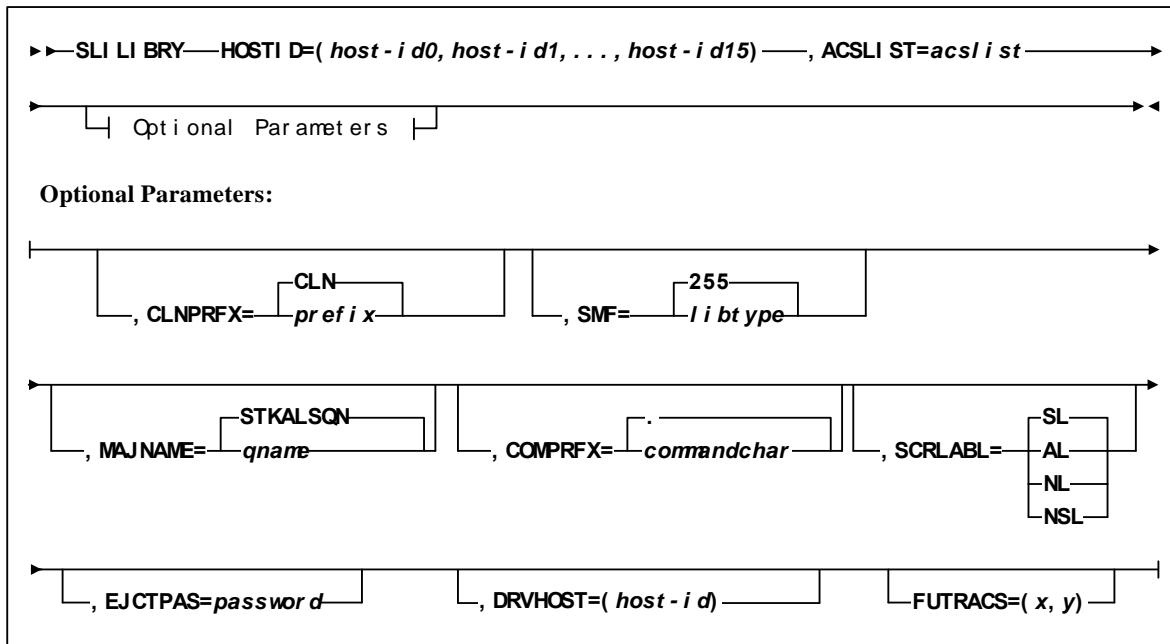 SLILIBRY HOSTID=(host-id0, host-id1, ..., host-id15) , ACSLIST=acslist
Optional Parameters
Optional Parameters:
CLN
, CLNPRFX= prefix
255
, SMF= libtype
STKALSQN
, MAJNAME= qname
.
, COMPRFX= commandchar
SL
, SCRLABL= AL
NL
NSL
, EJCTPAS=password , DRVHOST=(host-id) FUTRACS=(x, y)